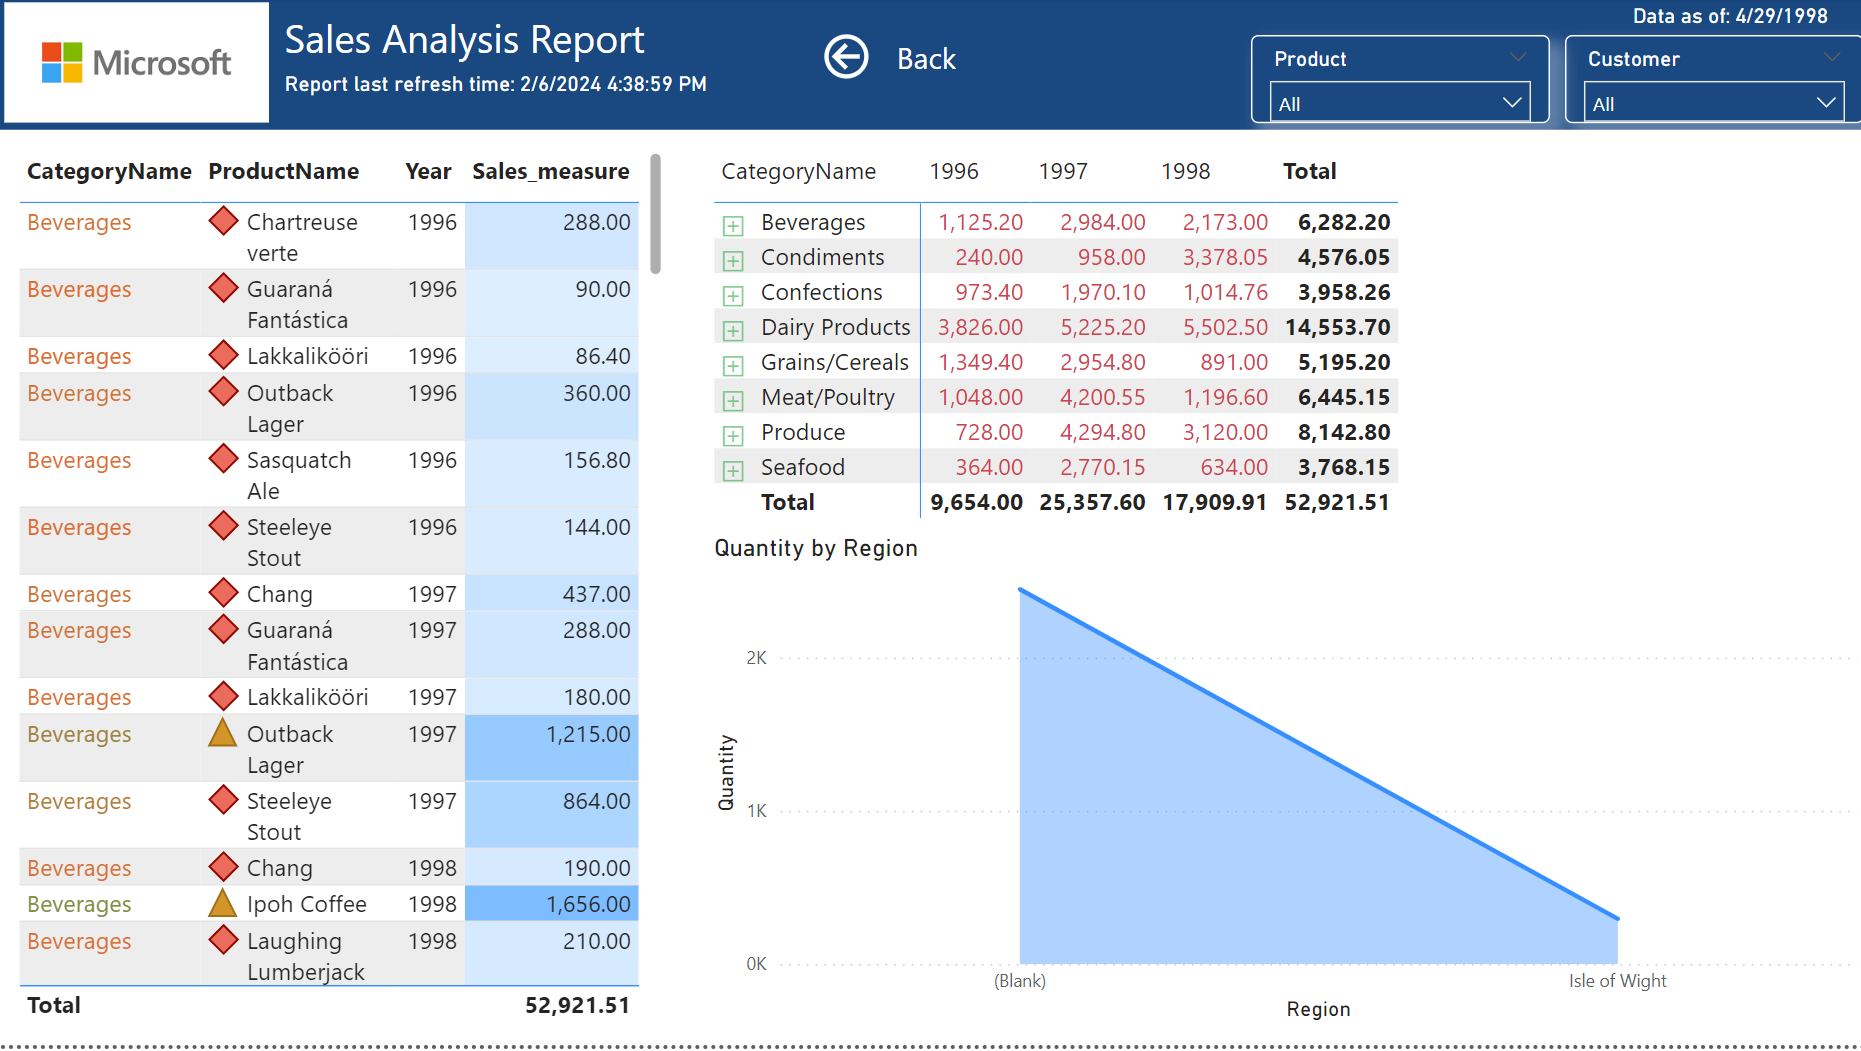 Microsoft
Sales Analysis Report
Report last refresh time: 2/6/2024 4:38:59 PM
Back
Data as of: 4/29/1998
Product
All
Customer
All
CategoryName ProductName Year Sales_measure
Beverages Chartreuse verte 1996 288.00
Beverages Guaraná Fantástica 1996 90.00
Beverages Lakkalikööri 1996 86.40
Beverages Outback Lager 1996 360.00
Beverages Sasquatch Ale 1996 156.80
Beverages Steeleye Stout 1996 144.00
Beverages Chang 1997 437.00
Beverages Guaraná Fantástica 1997 288.00
Beverages Lakkalikööri 1997 180.00
Beverages Outback Lager 1997 1,215.00
Beverages Steeleye Stout 1997 864.00
Beverages Chang 1998 190.00
Beverages Ipoh Coffee 1998 1,656.00
Beverages Laughing Lumberjack 1998 210.00
Total 52,921.51
CategoryName 1996 1997 1998 Total
Beverages 1,125.20 2,984.00 2,173.00 6,282.20
Condiments 240.00 958.00 3,378.05 4,576.05
Confections 973.40 1,970.10 1,014.76 3,958.26
Dairy Products 3,826.00 5,225.20 5,502.50 14,553.70
Grains/Cereals 1,349.40 2,954.80 891.00 5,195.20
Meat/Poultry 1,048.00 4,200.55 1,196.60 6,445.15
Produce 728.00 4,294.80 3,120.00 8,142.80
Seafood 364.00 2,770.15 634.00 3,768.15
Total 9,654.00 25,357.60 17,909.91 52,921.51
Quantity by Region
Quantity
2K
1K
0K
(Blank) Isle of Wight
Region